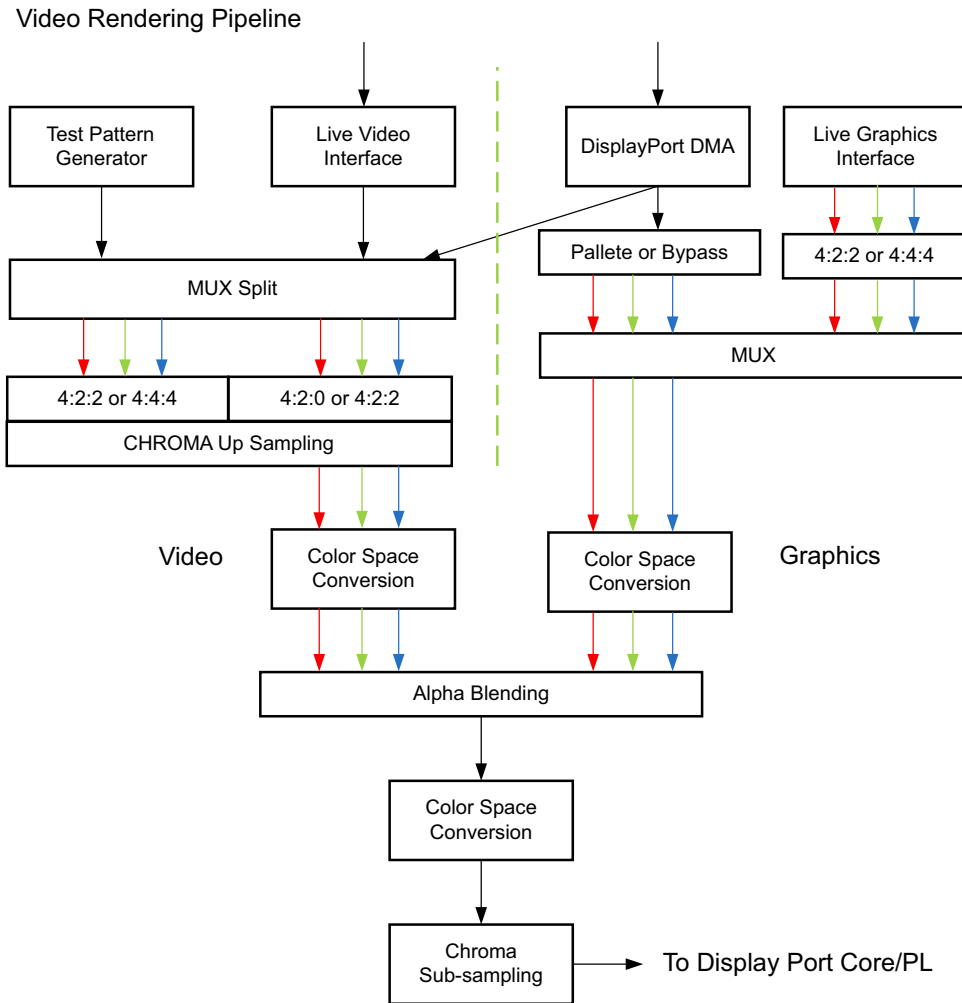 Video Rendering Pipeline
Test Pattern
Generator
Live Video
Interface
DisplayPort DMA
Live Graphics
Interface
Pallete or Bypass
4:2:2 or 4:4:4
MUX Split
MUX
4:2:2 or 4:4:4
4:2:0 or 4:2:2
CHROMA Up Sampling
Video
Color Space
Conversion
Color Space
Conversion
Graphics
Alpha Blending
Color Space
Conversion
Chroma
Sub-sampling
To Display Port Core/PL